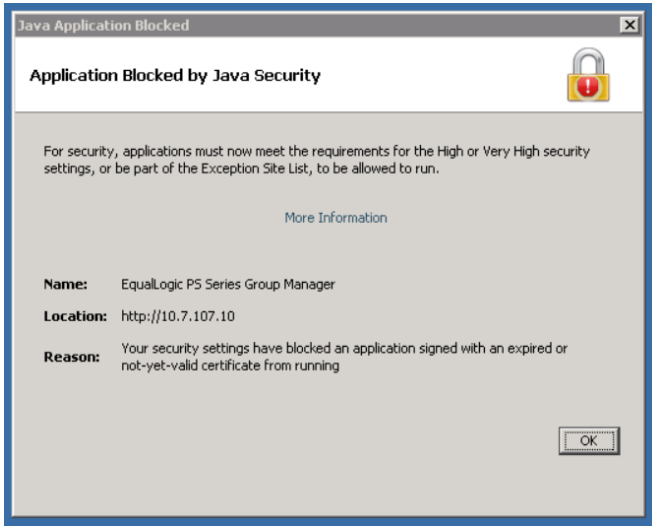 Java Application Blocked
Application Blocked by Java Security
For security, applications must now meet the requirements for the High or Very High security
settings, or be part of the Exception Site List, to be allowed to run.
More Information
Name: EqualLogic PS Series Group Manager
Location: http://10.7.107.10
Reason: Your security settings have blocked an application signed with an expired or
not-yet-valid certificate from running
OK